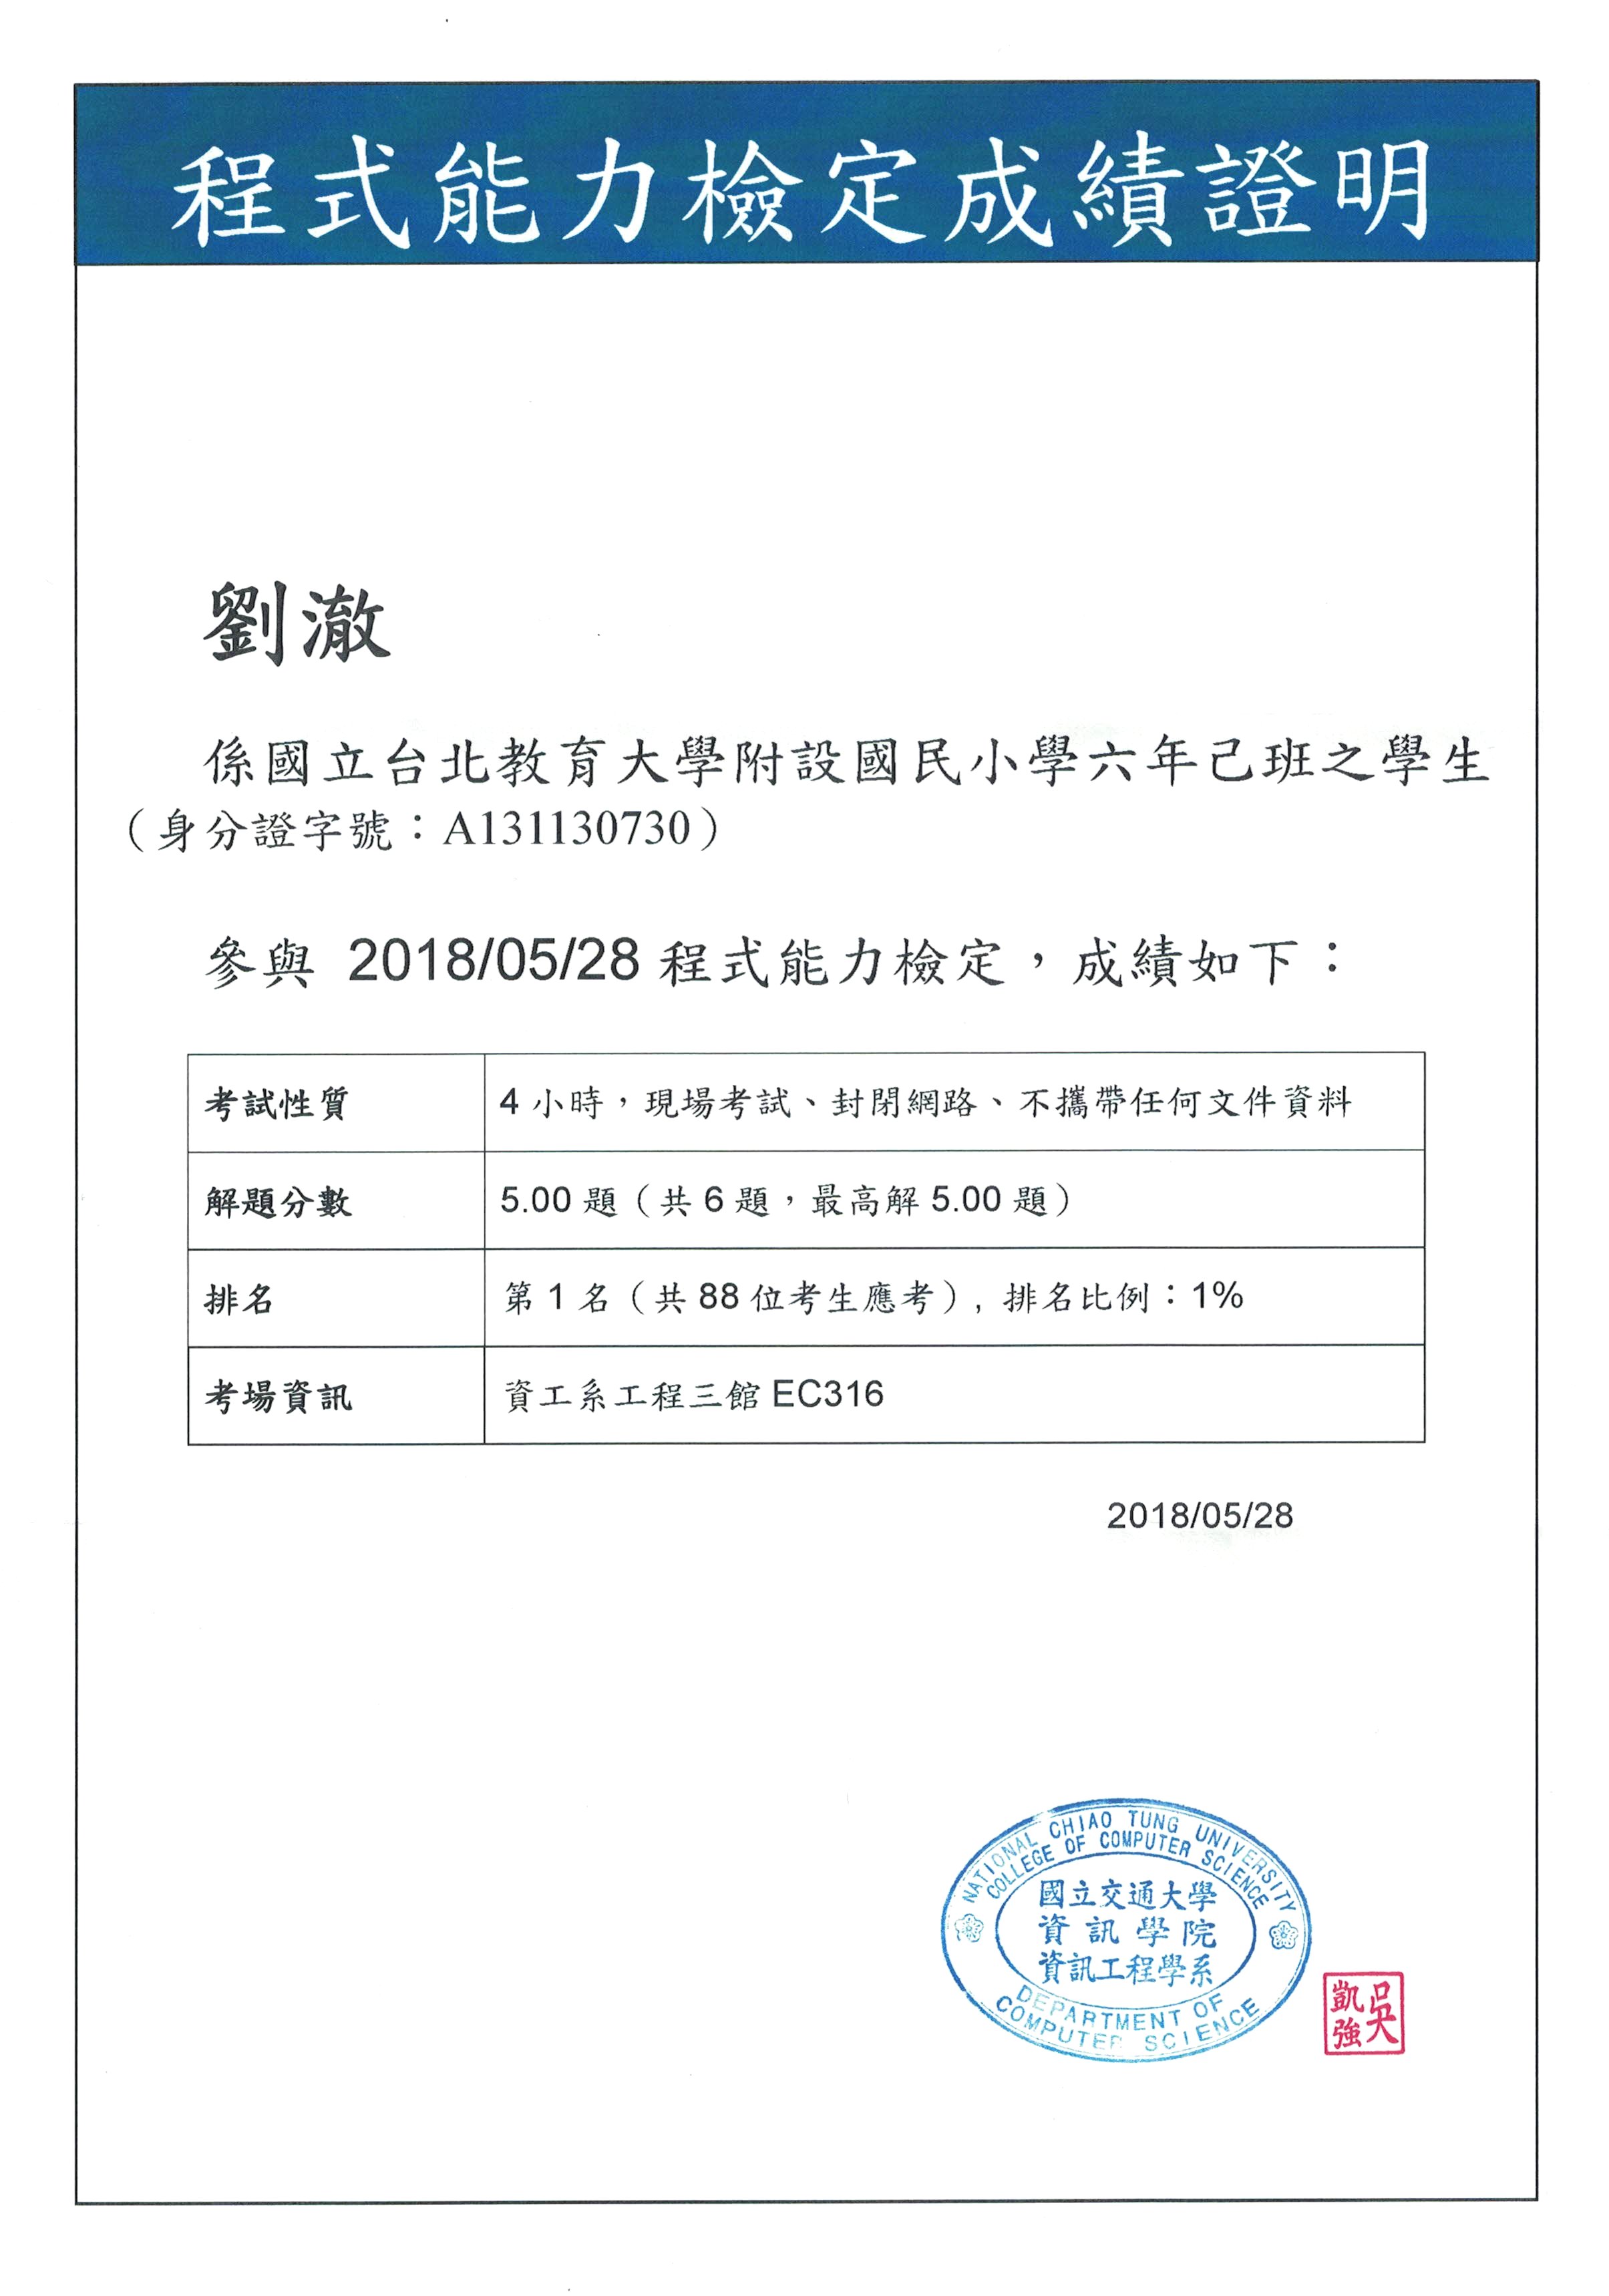 程式能力檢定成績證明
劉澈
係國立台北教育大學附設國民小學六年己班之學生
（身分證字號：A131130730）
參與 2018/05/28 程式能力檢定，成績如下：
考試性質 4 小時，現場考試、封閉網路、不攜帶任何文件資料
解題分數 5.00 題（共 6 題，最高解 5.00 題）
排名 第 1 名（共 88 位考生應考）, 排名比例：1%
考場資訊 資工系工程三館 EC316
2018/05/28
NATIONAL CHIAO TUNG UNIVERSITY
COLLEGE OF COMPUTER SCIENCE
國立交通大學
資訊學院
資訊工程學系
DEPARTMENT OF
COMPUTER SCIENCE
吳凱強